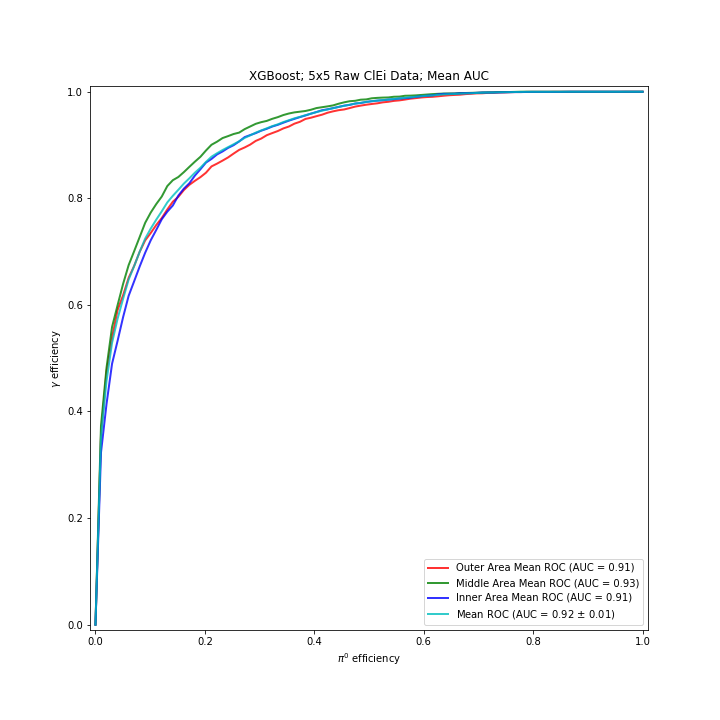 XGBoost; 5x5 Raw ClEi Data; Mean AUC
1.0
0.8
0.6
0.4
0.2
0.0
γ efficiency
Outer Area Mean ROC (AUC = 0.91)
Middle Area Mean ROC (AUC = 0.93)
Inner Area Mean ROC (AUC = 0.91)
Mean ROC (AUC = 0.92 ± 0.01)
0.0 0.2 0.4 0.6 0.8 1.0
π⁰ efficiency